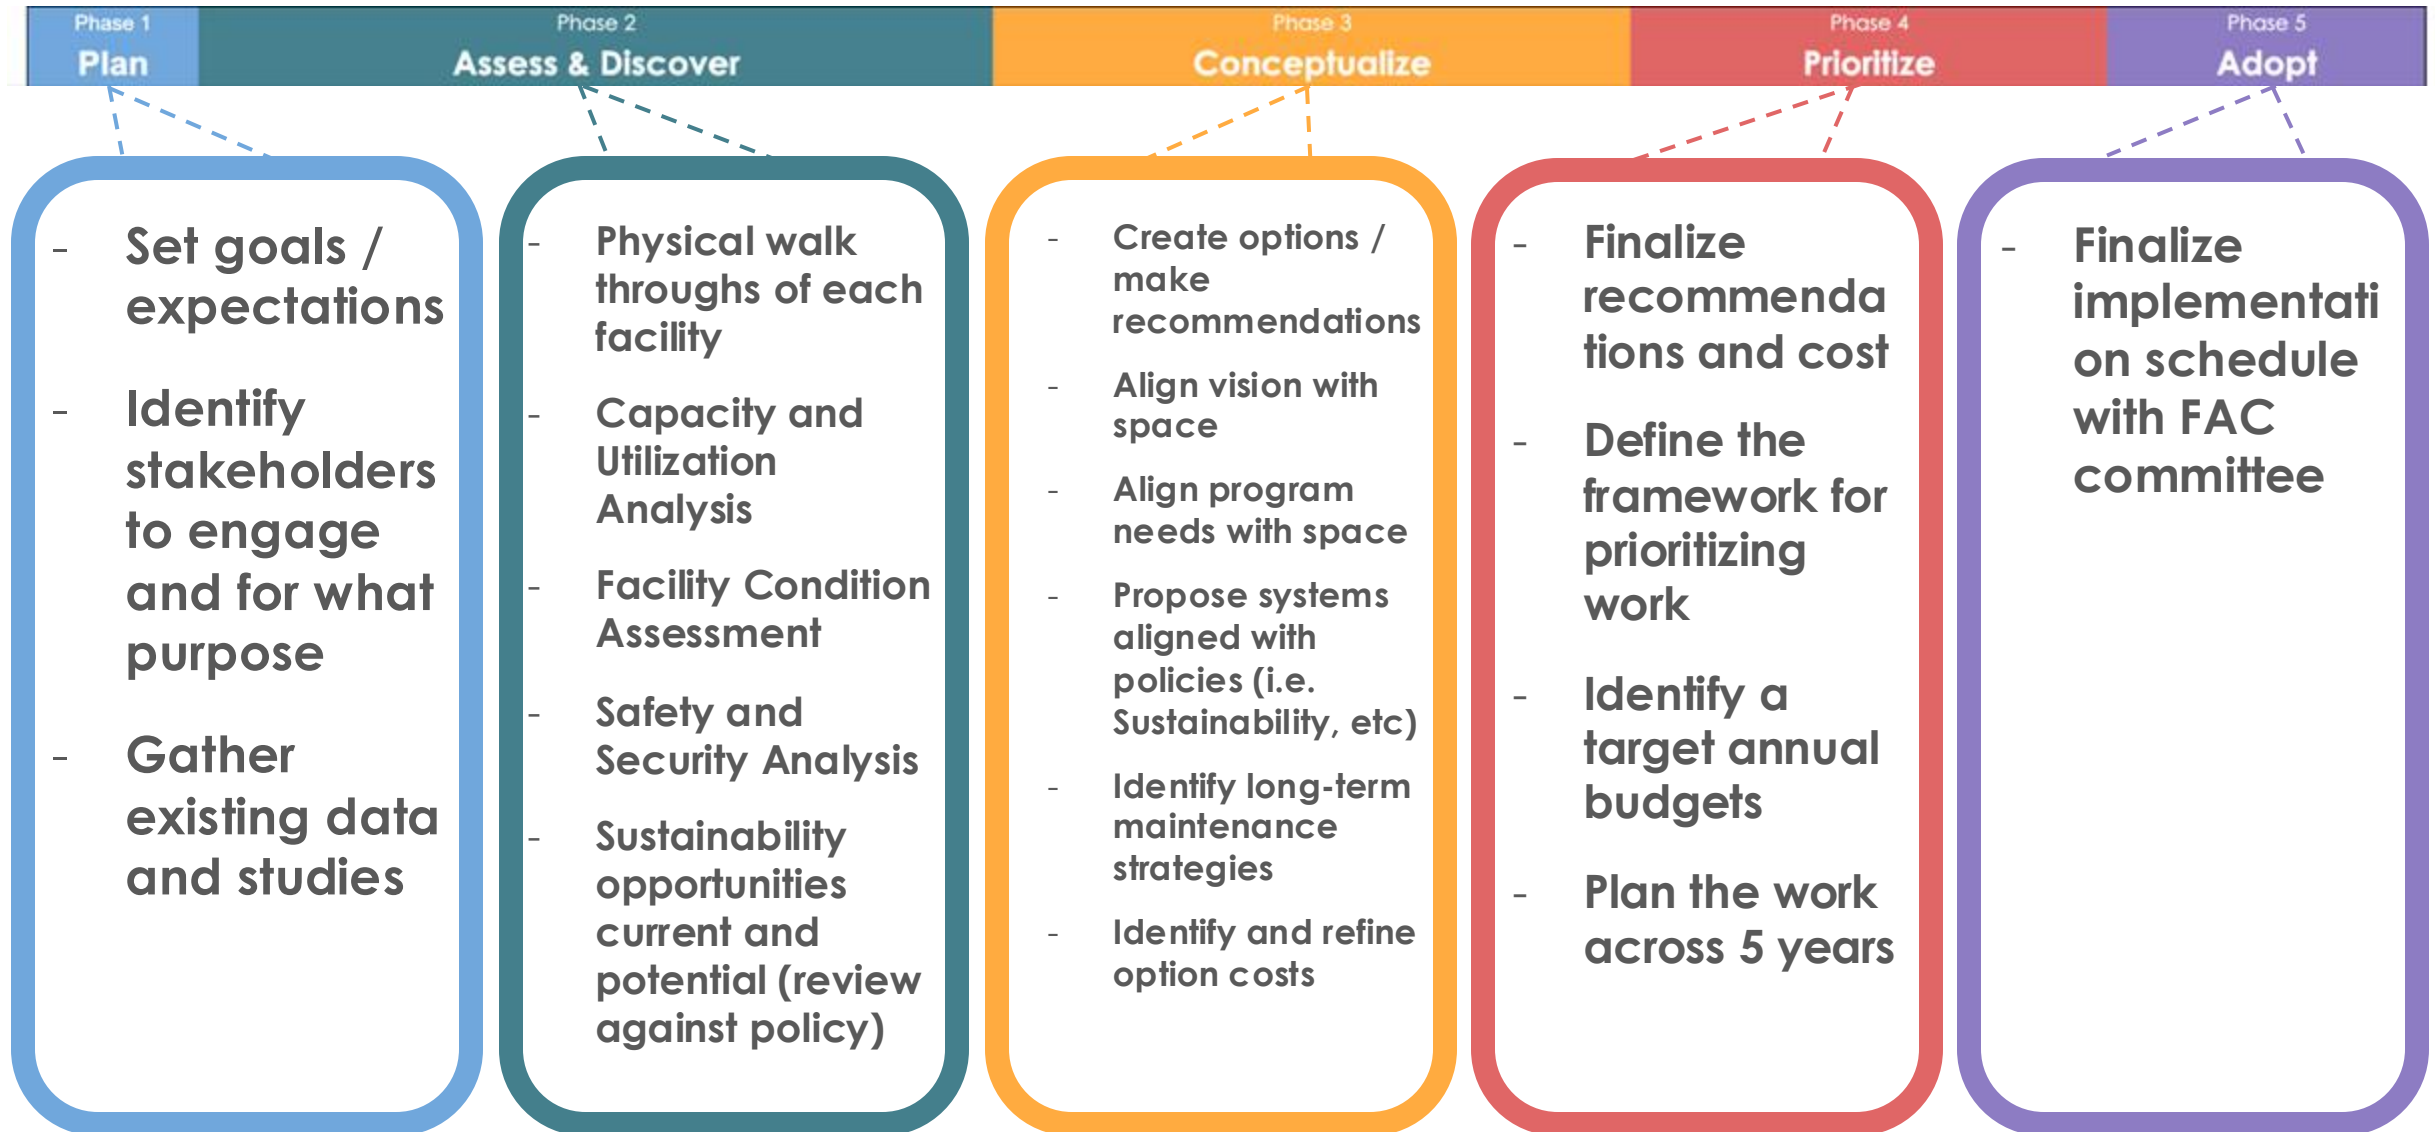 Phase 1
Plan
Phase 2
Assess & Discover
Phase 3
Conceptualize
Phase 4
Prioritize
Phase 5
Adopt
- Set goals /
expectations
- Identify
stakeholders
to engage
and for what
purpose
- Gather
existing data
and studies
- Physical walk
throughs of each
facility
- Capacity and
Utilization
Analysis
- Facility Condition
Assessment
- Safety and
Security Analysis
- Sustainability
opportunities
current and
potential (review
against policy)
- Create options /
make
recommendations
- Align vision with
space
- Align program
needs with space
- Propose systems
aligned with
policies (i.e.
Sustainability, etc)
- Identify long-term
maintenance
strategies
- Identify and refine
option costs
- Finalize
recommenda
tions and cost
- Define the
framework for
prioritizing
work
- Identify a
target annual
budgets
- Plan the work
across 5 years
- Finalize
implementati
on schedule
with FAC
committee